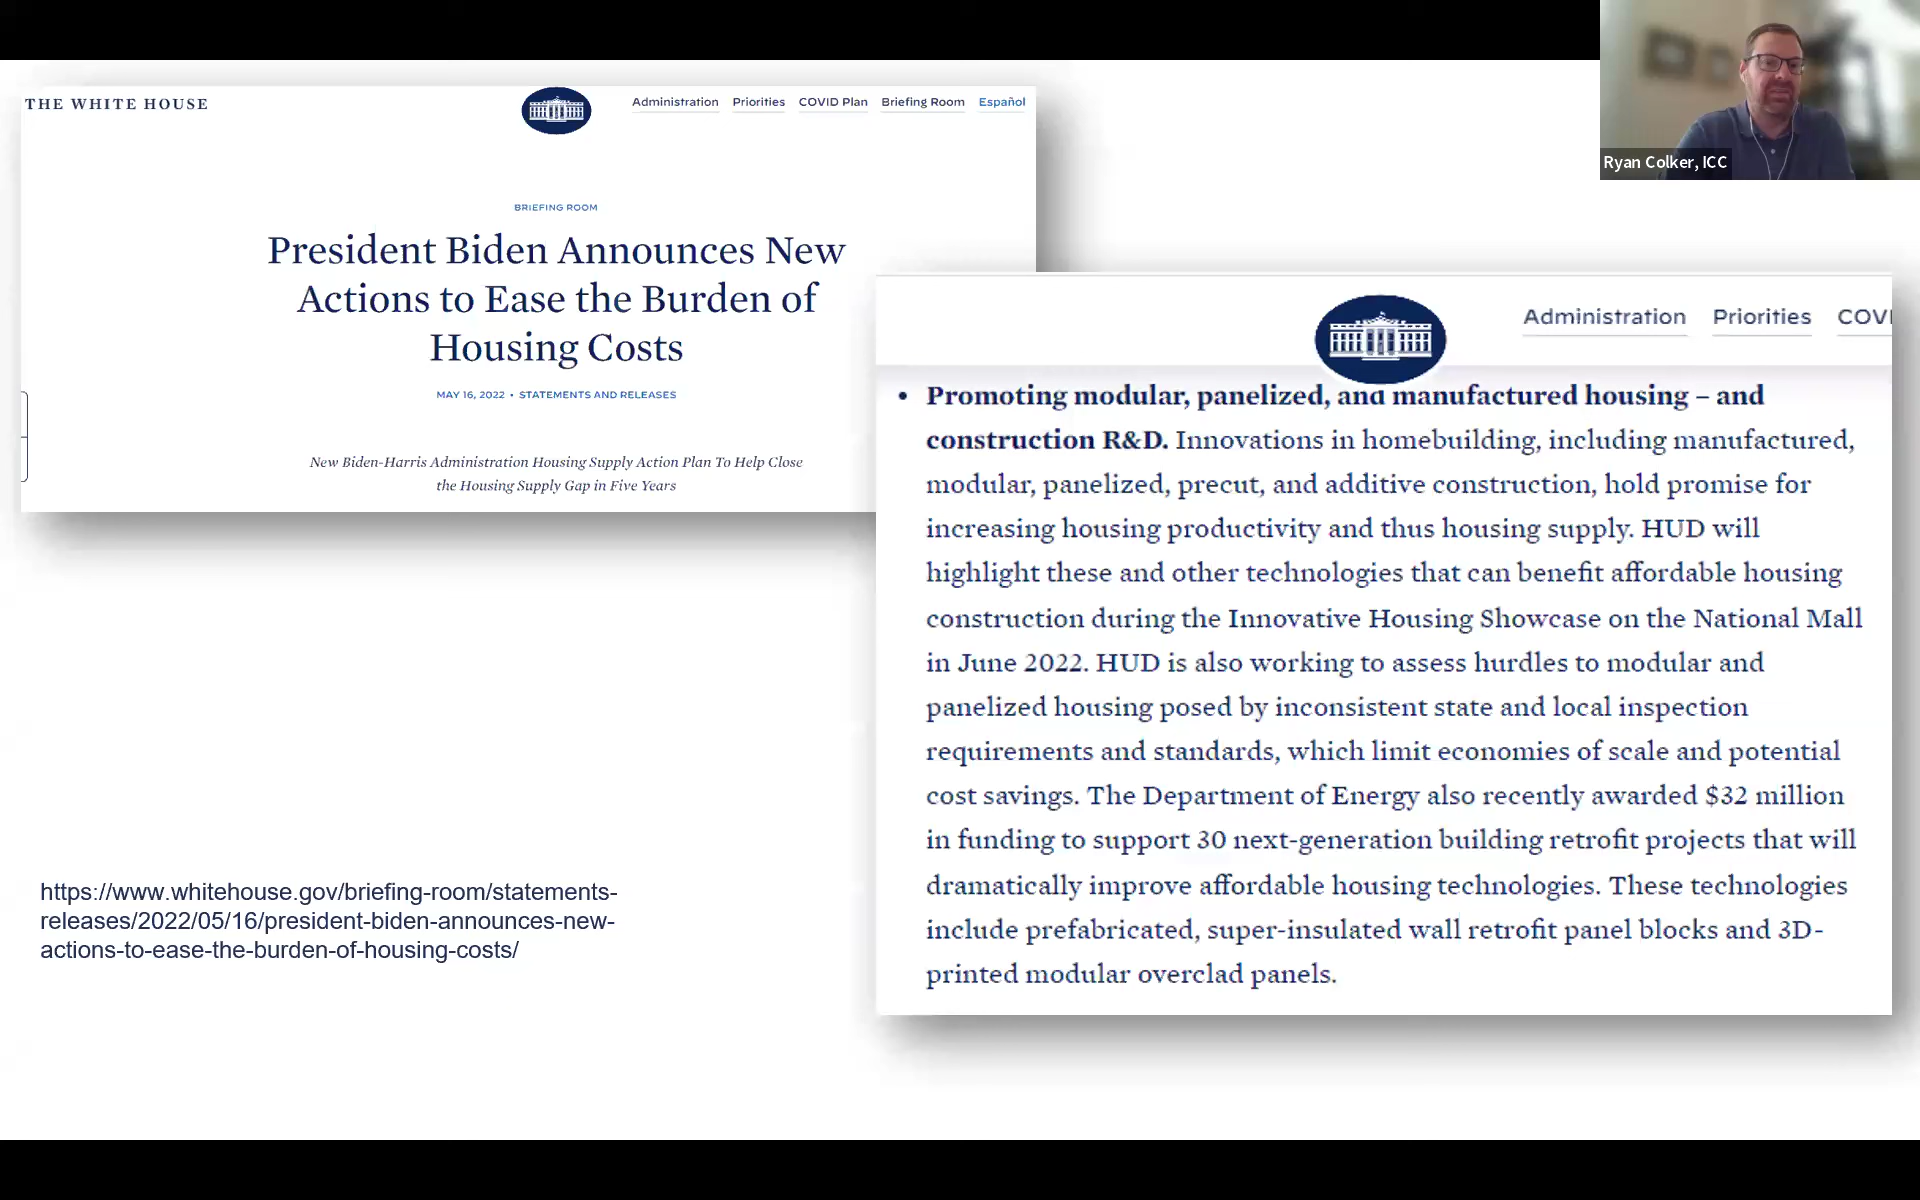 THE WHITE HOUSE
Administration Priorities COVID Plan Briefing Room Español
BRIEFING ROOM
President Biden Announces New
Actions to Ease the Burden of
Housing Costs
MAY 16, 2022 • STATEMENTS AND RELEASES
New Biden-Harris Administration Housing Supply Action Plan To Help Close
the Housing Supply Gap in Five Years
https://www.whitehouse.gov/briefing-room/statements-
releases/2022/05/16/president-biden-announces-new-
actions-to-ease-the-burden-of-housing-costs/
Ryan Colker, ICC
Administration Priorities COVI
• Promoting modular, panelized, and manufactured housing – and
construction R&D. Innovations in homebuilding, including manufactured,
modular, panelized, precut, and additive construction, hold promise for
increasing housing productivity and thus housing supply. HUD will
highlight these and other technologies that can benefit affordable housing
construction during the Innovative Housing Showcase on the National Mall
in June 2022. HUD is also working to assess hurdles to modular and
panelized housing posed by inconsistent state and local inspection
requirements and standards, which limit economies of scale and potential
cost savings. The Department of Energy also recently awarded $32 million
in funding to support 30 next-generation building retrofit projects that will
dramatically improve affordable housing technologies. These technologies
include prefabricated, super-insulated wall retrofit panel blocks and 3D-
printed modular overclad panels.